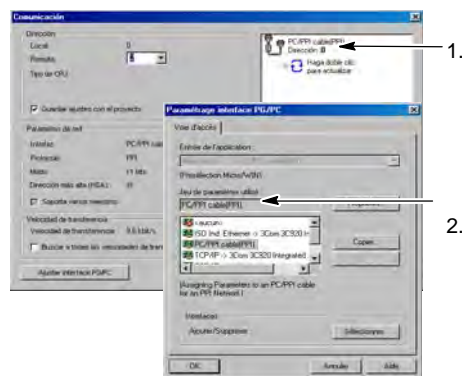 Comunicación
Dirección
Local: 0
Remota:
Tipo de CPU
Guardar ajustes con el proyecto
Parámetros de red
Interfaz: PC/PPI cab
Protocolo: PPI
Modo: 11 bits
Dirección más alta (HSA): 31
Soporta varios maestros
Velocidad de transferencia
Velocidad de transferencia 9.6 kbit/s
Buscar a todas las velocidades de tran
Ajustar interface PG/PC
PC/PPI cable(PPI)
Dirección: 0
Haga doble clic
para actualizar
1.
Paramétrage interface PG/PC
Voie d'accès
Entrée de l'application :
(Présélection Micro/WIN)
Jeu de paramètres utilisé
PC/PPI cable(PPI)
2.
<aucun>
ISO Ind. Ethernet -> 3Com 3C920 In
PC/PPI cable(PPI)
TCP/IP -> 3Com 3C920 Integrated
Copier...
(Assigning Parameters to an PC/PPI cable
for an PPI Network)
Interfaces
Ajouter/Supprimer
Sélectionner...
OK
Annuler
Aide